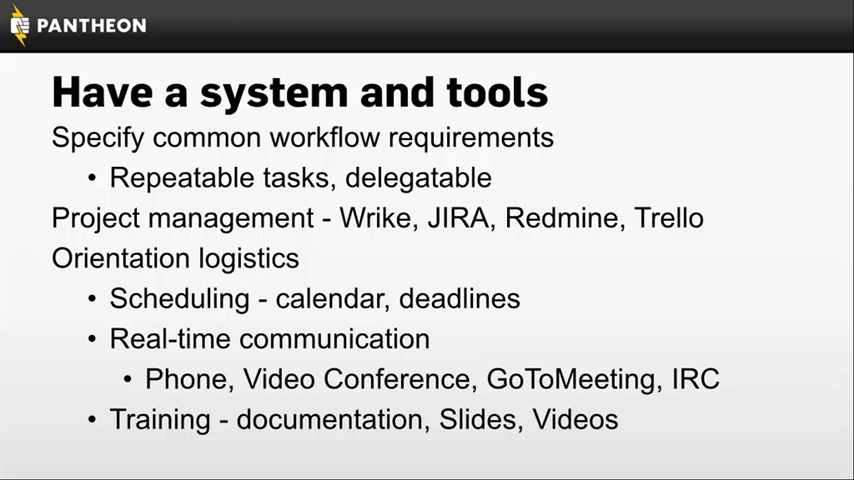 PANTHEON
Have a system and tools
Specify common workflow requirements
• Repeatable tasks, delegatable
Project management - Wrike, JIRA, Redmine, Trello
Orientation logistics
• Scheduling - calendar, deadlines
• Real-time communication
• Phone, Video Conference, GoToMeeting, IRC
• Training - documentation, Slides, Videos